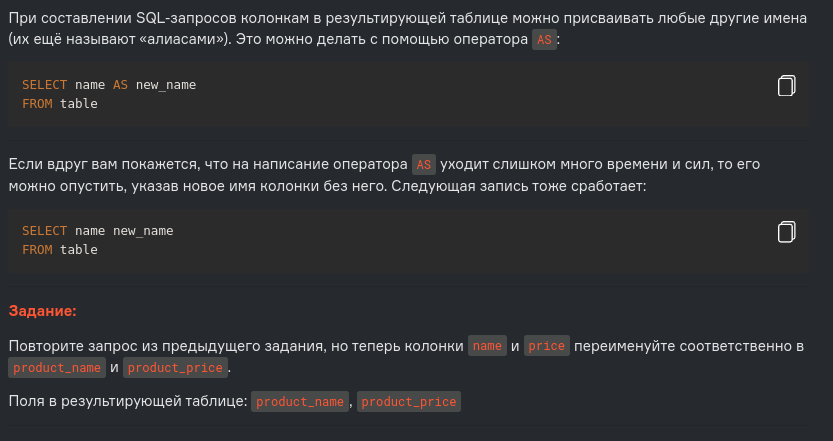 При составлении SQL-запросов колонкам в результирующей таблице можно присваивать любые другие имена
(их ещё называют «алиасами»). Это можно делать с помощью оператора AS:
SELECT name AS new_name
FROM table
Если вдруг вам покажется, что на написание оператора AS уходит слишком много времени и сил, то его
можно опустить, указав новое имя колонки без него. Следующая запись тоже сработает:
SELECT name new_name
FROM table
Задание:
Повторите запрос из предыдущего задания, но теперь колонки name и price переименуйте соответственно в
product_name и product_price.
Поля в результирующей таблице: product_name, product_price